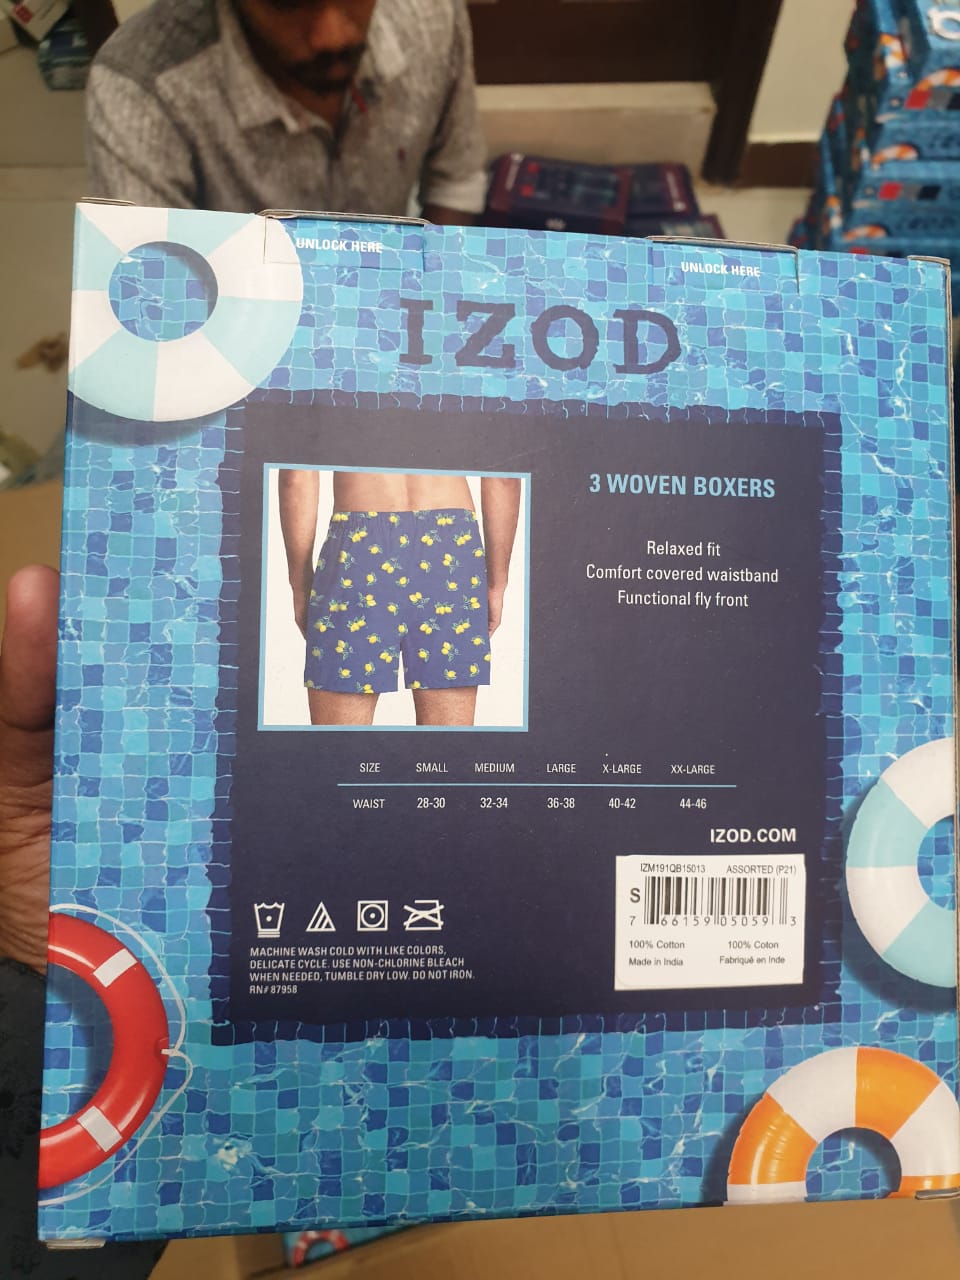 UNLOCK HERE
UNLOCK HERE
IZOD
3 WOVEN BOXERS
Relaxed fit
Comfort covered waistband
Functional fly front
SIZE SMALL MEDIUM LARGE X-LARGE XX-LARGE
WAIST 28-30 32-34 36-38 40-42 44-46
IZOD.COM
IZM191QB15013 ASSORTED (P21)
S
7 66159 05059 3
100% Cotton 100% Coton
Made in India Fabriqué en Inde
MACHINE WASH COLD WITH LIKE COLORS,
DELICATE CYCLE. USE NON-CHLORINE BLEACH
WHEN NEEDED, TUMBLE DRY LOW. DO NOT IRON.
RN# 87958